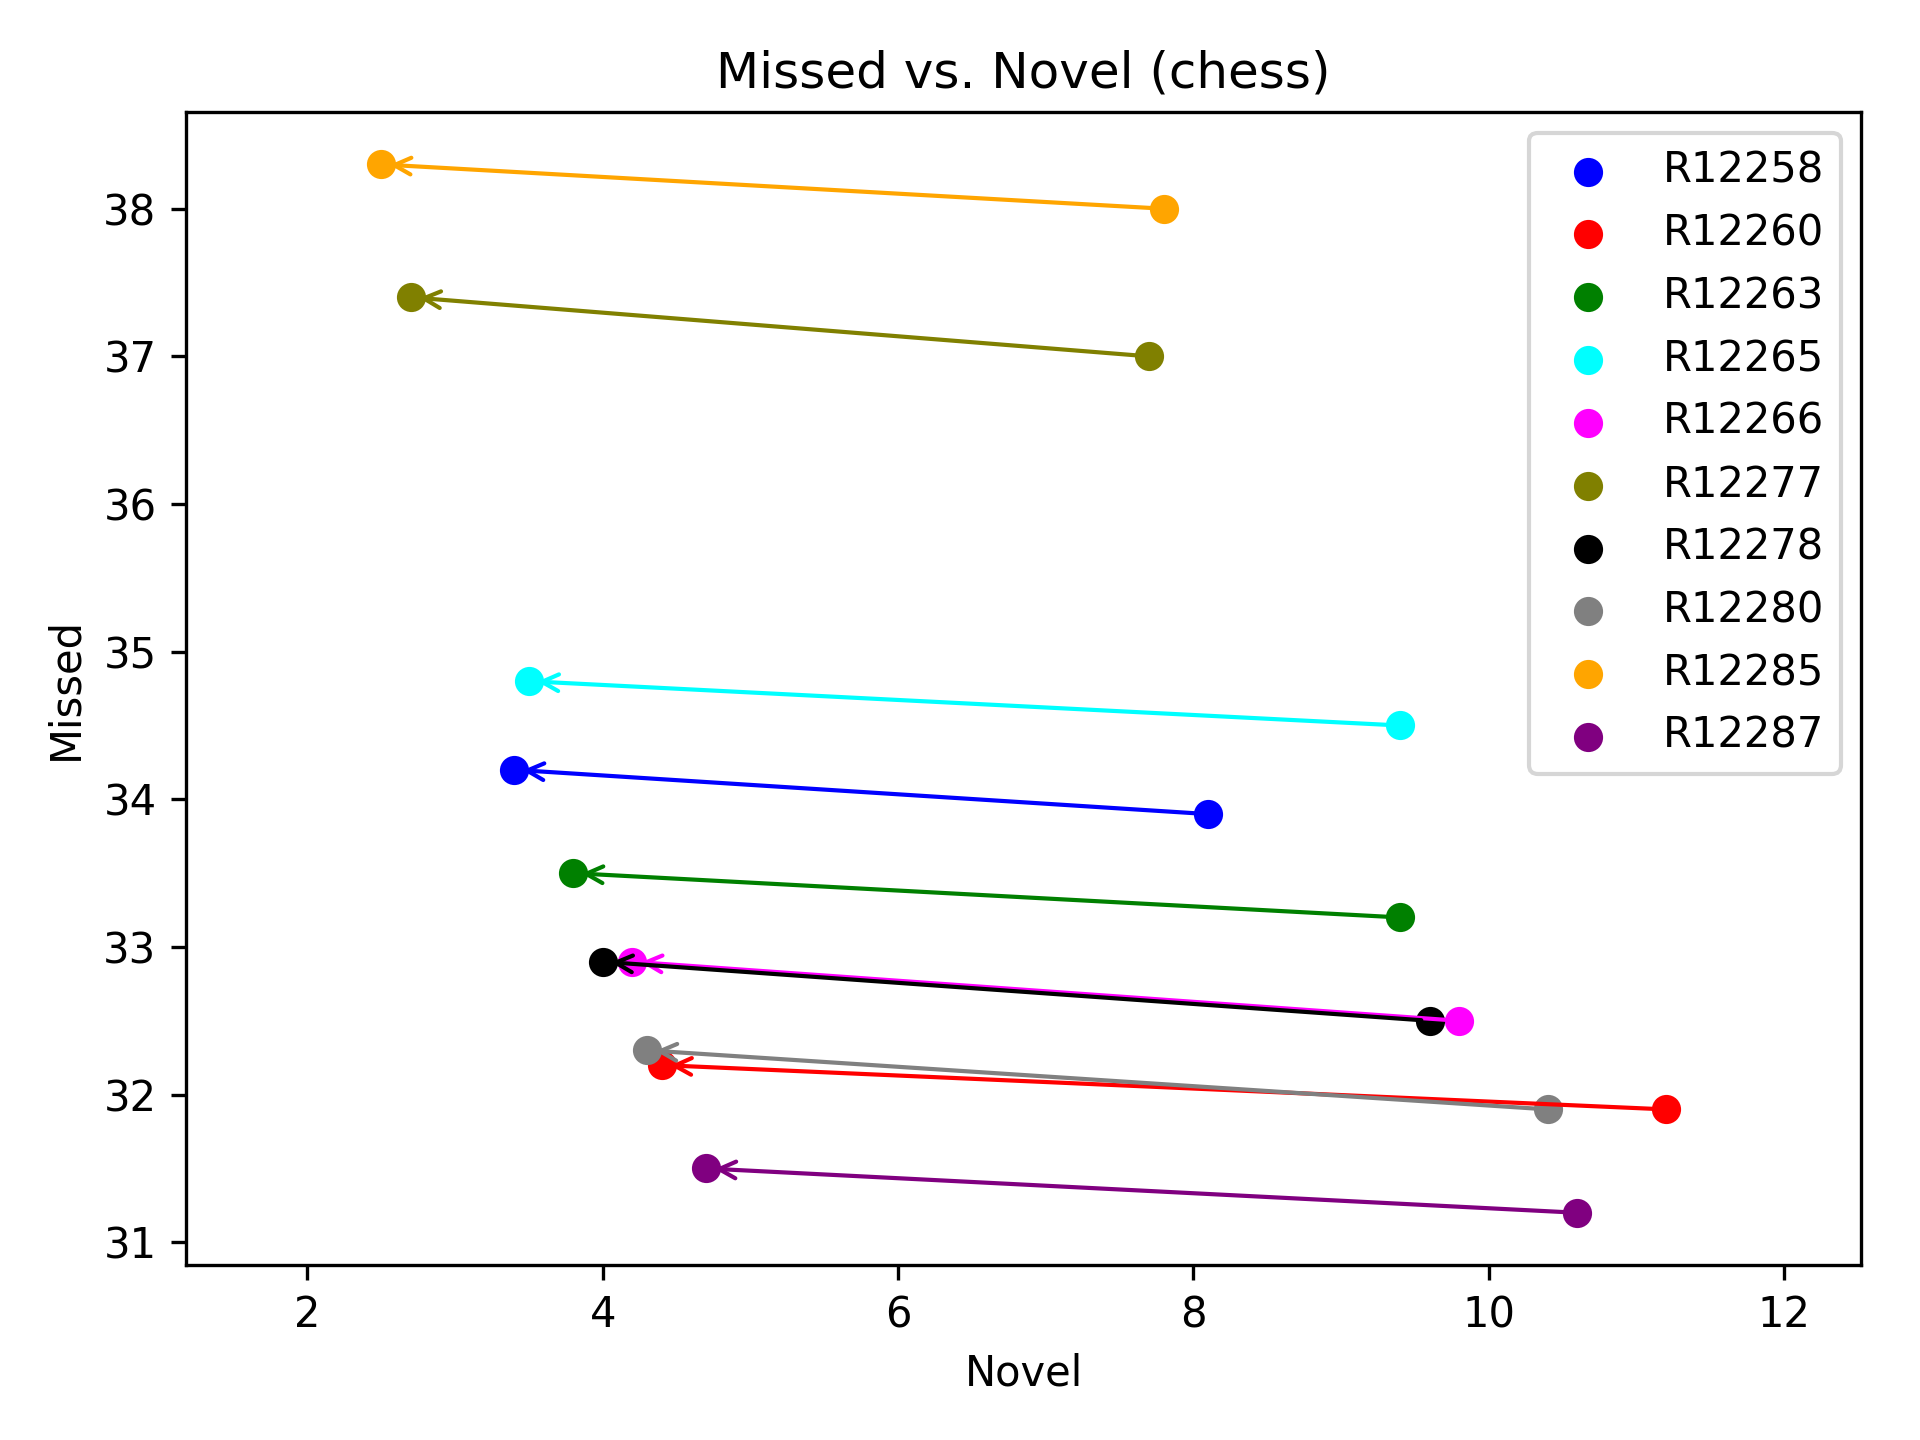 Missed vs. Novel (chess)
R12258
R12260
R12263
R12265
R12266
R12277
R12278
R12280
R12285
R12287
38
37
36
35
34
33
32
31
Missed
2 4 6 8 10 12
Novel